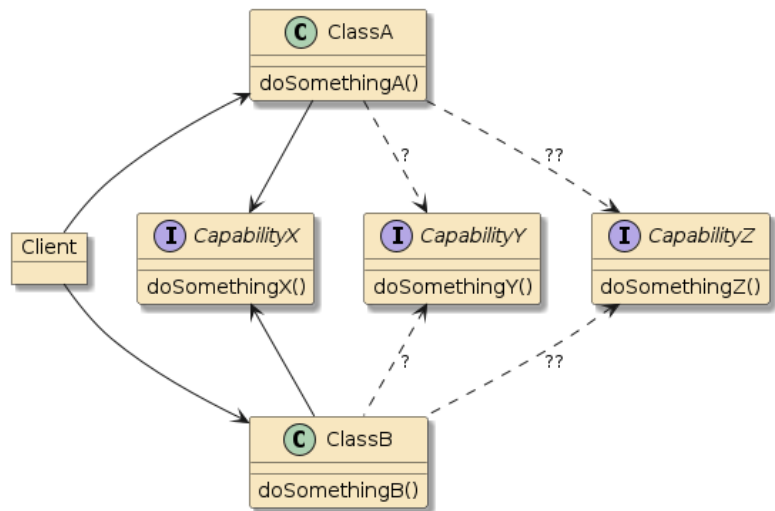 C ClassA
doSomethingA()
?
??
Client
I CapabilityX
doSomethingX()
I CapabilityY
doSomethingY()
I CapabilityZ
doSomethingZ()
?
??
C ClassB
doSomethingB()